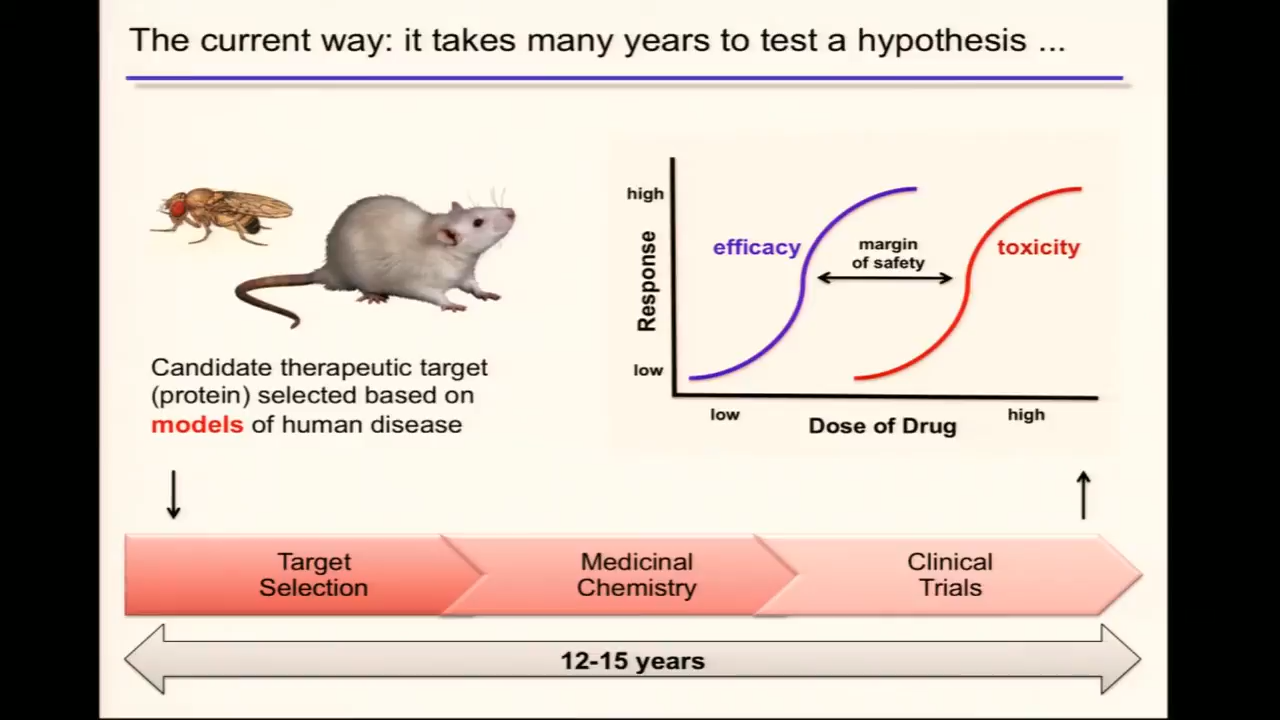 The current way: it takes many years to test a hypothesis ...
Candidate therapeutic target
(protein) selected based on
models of human disease
high
Response
low
efficacy
margin
of safety
toxicity
low
Dose of Drug
high
Target
Selection
Medicinal
Chemistry
Clinical
Trials
12-15 years